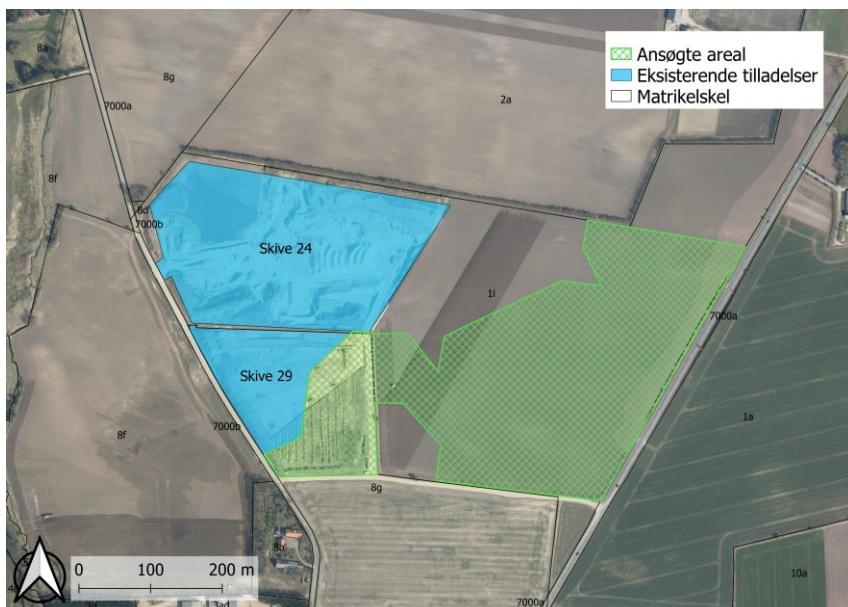 8a
8g
7000a
2a
Ansøgte areal
Eksisterende tilladelser
Matrikelskel
8f
8d
7000b
Skive 24
1i
7000a
Skive 29
1a
8f
7000b
8g
8h
10a
0 100 200 m
3ad
7000a